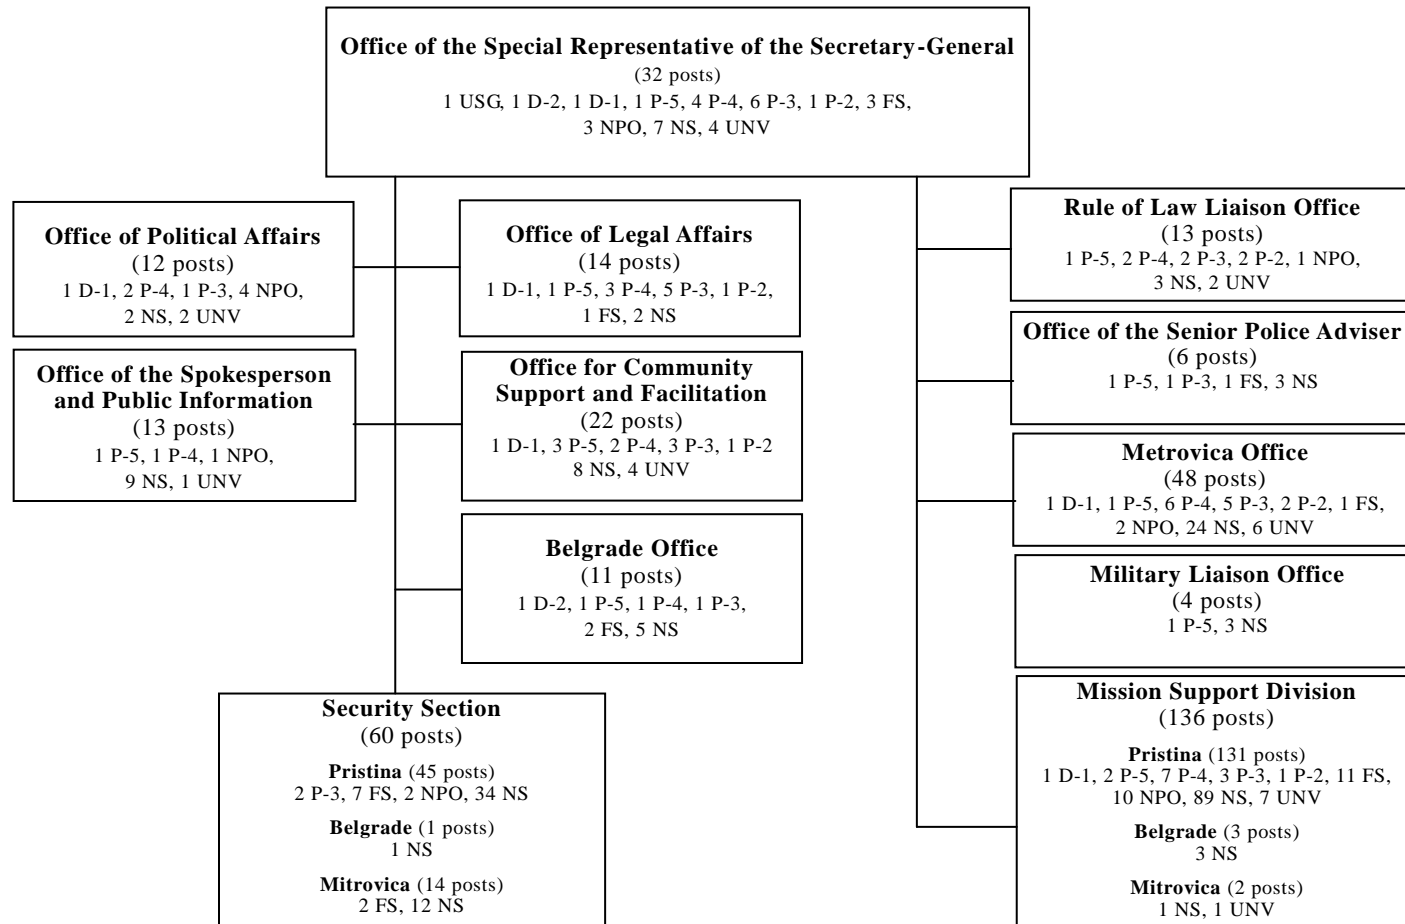 Office of the Special Representative of the Secretary-General
(32 posts)
1 USG, 1 D-2, 1 D-1, 1 P-5, 4 P-4, 6 P-3, 1 P-2, 3 FS,
3 NPO, 7 NS, 4 UNV
Office of Political Affairs
(12 posts)
1 D-1, 2 P-4, 1 P-3, 4 NPO,
2 NS, 2 UNV
Office of Legal Affairs
(14 posts)
1 D-1, 1 P-5, 3 P-4, 5 P-3, 1 P-2,
1 FS, 2 NS
Rule of Law Liaison Office
(13 posts)
1 P-5, 2 P-4, 2 P-3, 2 P-2, 1 NPO,
3 NS, 2 UNV
Office of the Spokesperson
and Public Information
(13 posts)
1 P-5, 1 P-4, 1 NPO,
9 NS, 1 UNV
Office for Community
Support and Facilitation
(22 posts)
1 D-1, 3 P-5, 2 P-4, 3 P-3, 1 P-2
8 NS, 4 UNV
Office of the Senior Police Adviser
(6 posts)
1 P-5, 1 P-3, 1 FS, 3 NS
Metrovica Office
(48 posts)
1 D-1, 1 P-5, 6 P-4, 5 P-3, 2 P-2, 1 FS,
2 NPO, 24 NS, 6 UNV
Belgrade Office
(11 posts)
1 D-2, 1 P-5, 1 P-4, 1 P-3,
2 FS, 5 NS
Military Liaison Office
(4 posts)
1 P-5, 3 NS
Security Section
(60 posts)
Pristina (45 posts)
2 P-3, 7 FS, 2 NPO, 34 NS
Belgrade (1 posts)
1 NS
Mitrovica (14 posts)
2 FS, 12 NS
Mission Support Division
(136 posts)
Pristina (131 posts)
1 D-1, 2 P-5, 7 P-4, 3 P-3, 1 P-2, 11 FS,
10 NPO, 89 NS, 7 UNV
Belgrade (3 posts)
3 NS
Mitrovica (2 posts)
1 NS, 1 UNV